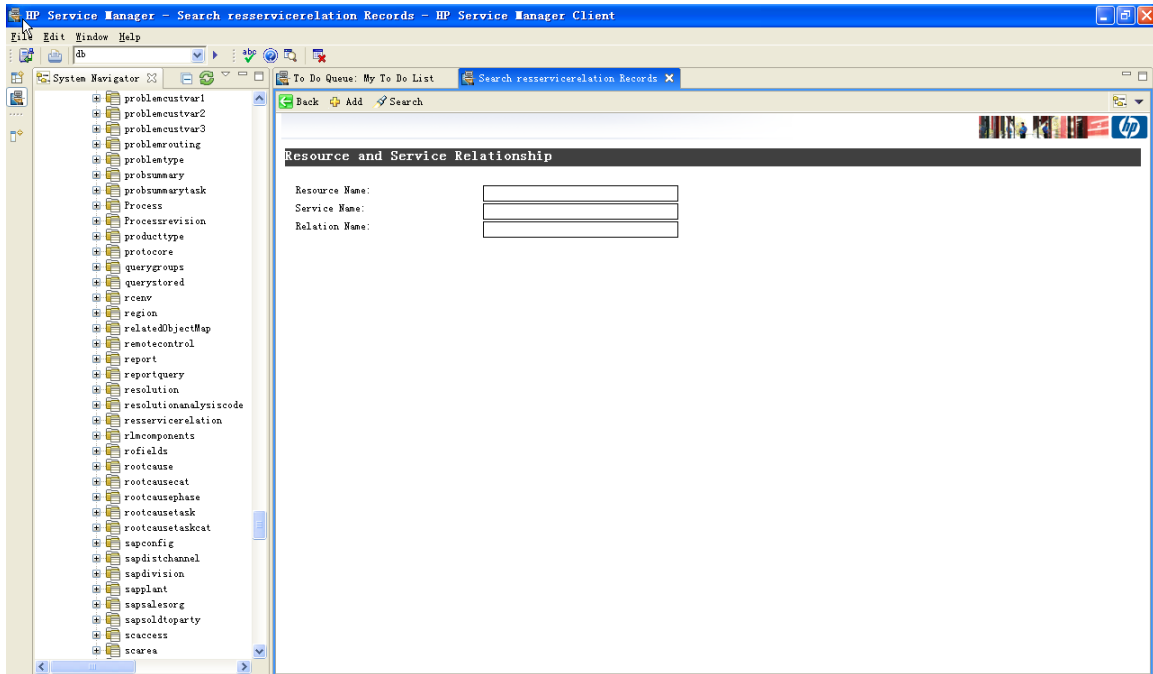 HP Service Manager - Search resservicerelation Records - HP Service Manager Client
File Edit Window Help
db
System Navigator
To Do Queue: My To Do List
Search resservicerelation Records
Back Add Search
hp
Resource and Service Relationship
Resource Name:
Service Name:
Relation Name:
problemcustvar1
problemcustvar2
problemcustvar3
problemrouting
problemtype
probsummary
probsummarytask
Process
Processrevision
producttype
protocore
querygroups
querystored
rcenv
region
relatedObjectMap
remotecontrol
report
reportquery
resolution
resolutionanalysiscode
resservicerelation
rlmcomponents
rofields
rootcause
rootcausecat
rootcausephase
rootcausetask
rootcausetaskcat
sapconfig
sapdistchannel
sapdivision
sapplant
sapsalesorg
sapsoldtoparty
scaccess
scarea